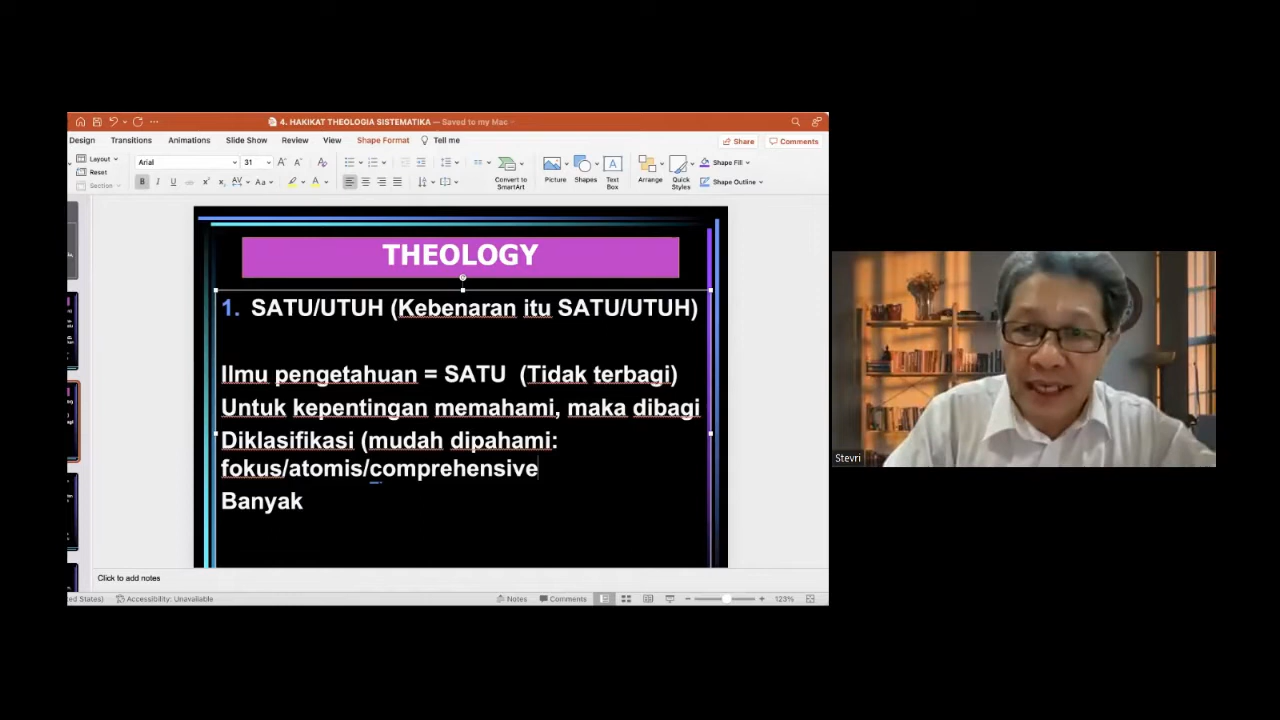 4. HAKIKAT THEOLOGIA SISTEMATIKA — Saved to my Mac
Design Transitions Animations Slide Show Review View Shape Format Tell me Share Comments
Layout Arial 31 Shape Fill
Reset
Section Convert to SmartArt Picture Shapes Text Box Arrange Quick Styles Shape Outline
THEOLOGY
1. SATU/UTUH (Kebenaran itu SATU/UTUH)
Ilmu pengetahuan = SATU (Tidak terbagi)
Untuk kepentingan memahami, maka dibagi
Diklasifikasi (mudah dipahami:
fokus/atomis/comprehensive
Banyak
Stevri
Click to add notes
ed States) Accessibility: Unavailable Notes Comments 123%